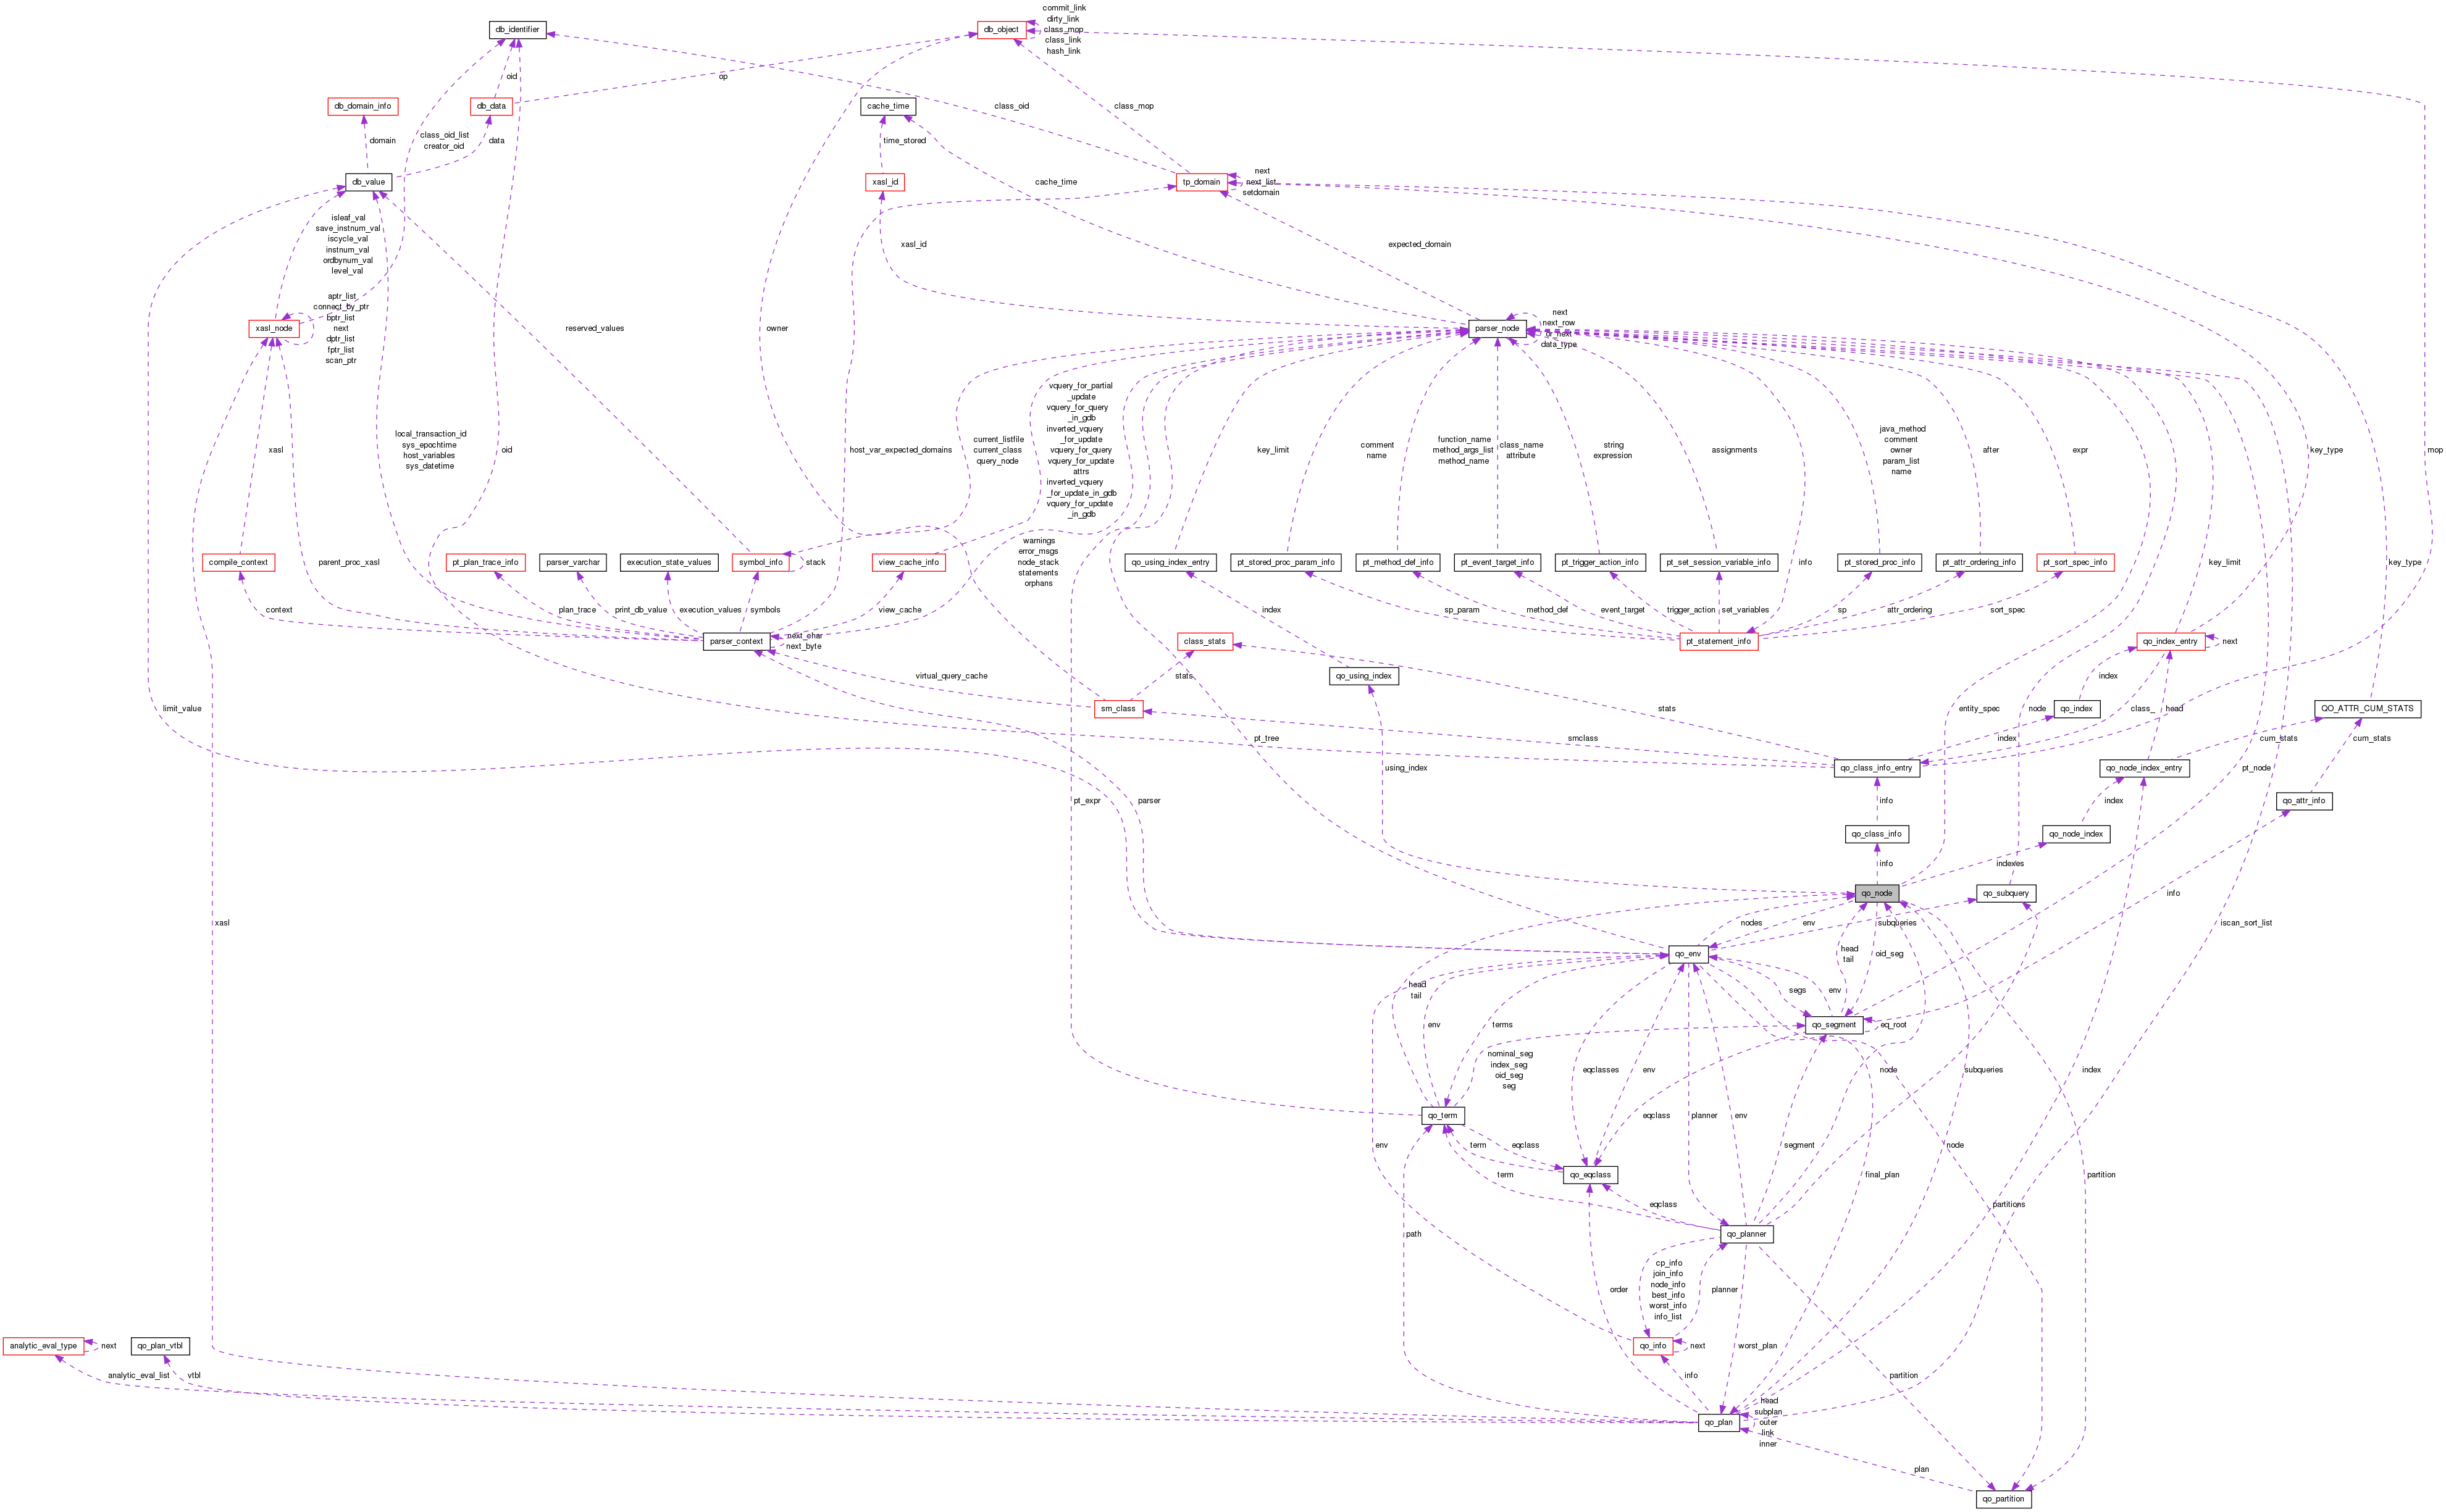 commit_link
dirty_link
class_mop
class_link
hash_link
db_identifier
db_object
oid
op
db_domain_info
db_data
cache_time
class_oid
class_mop
domain
class_oid_list
creator_oid
data
time_stored
db_value
xasl_id
cache_time
tp_domain
next
next_list
setdomain
isleaf_val
save_instnum_val
iscycle_val
instnum_val
ordbynum_val
level_val
xasl_id
expected_domain
aptr_list
connect_by_ptr
bptr_list
next
dptr_list
fptr_list
scan_ptr
xasl_node
reserved_values
owner
parser_node
next
next_row
or_next
data_type
local_transaction_id
sys_epochtime
host_variables
sys_datetime
xasl
oid
host_var_expected_domains
current_listfile
current_class
query_node
vquery_for_partial
_update
vquery_for_query
_in_gdb
inverted_vquery
_for_update
vquery_for_query
vquery_for_update
attrs
inverted_vquery
_for_update_in_gdb
vquery_for_update
_in_gdb
key_limit
comment
name
function_name
method_args_list
method_name
class_name
attribute
string
expression
assignments
info
java_method
comment
owner
param_list
name
after
expr
key_type
mop
compile_context
parent_proc_xasl
pt_plan_trace_info
parser_varchar
execution_state_values
symbol_info
stack
view_cache_info
warnings
error_msgs
node_stack
statements
orphans
qo_using_index_entry
pt_stored_proc_param_info
pt_method_def_info
pt_event_target_info
pt_trigger_action_info
pt_set_session_variable_info
pt_stored_proc_info
pt_attr_ordering_info
pt_sort_spec_info
key_limit
key_type
context
plan_trace
print_db_value
execution_values
symbols
view_cache
index
sp_param
method_def
event_target
trigger_action
set_variables
sp
attr_ordering
sort_spec
parser_context
next_char
next_byte
class_stats
pt_statement_info
qo_index_entry
next
virtual_query_cache
stats
qo_using_index
index
limit_value
sm_class
entity_spec
node
qo_index
class_
head
QO_ATTR_CUM_STATS
stats
smclass
pt_tree
index
cum_stats
pt_node
cum_stats
using_index
qo_class_info_entry
qo_node_index_entry
pt_expr
parser
info
index
qo_attr_info
qo_class_info
qo_node_index
info
indexes
qo_node
qo_subquery
info
xasl
nodes
env
subqueries
iscan_sort_list
qo_env
head
tail
oid_seg
head
tail
segs
env
env
terms
qo_segment
eq_root
nominal_seg
index_seg
oid_seg
seg
eqclasses
env
node
subqueries
index
qo_term
eqclass
planner
env
env
eqclass
term
segment
node
qo_eqclass
term
final_plan
partition
eqclass
partitions
path
qo_planner
cp_info
join_info
node_info
best_info
worst_info
info_list
order
planner
analytic_eval_type
next
qo_plan_vtbl
qo_info
next
worst_plan
analytic_eval_list
vtbl
info
partition
qo_plan
head
subplan
outer
link
inner
plan
qo_partition